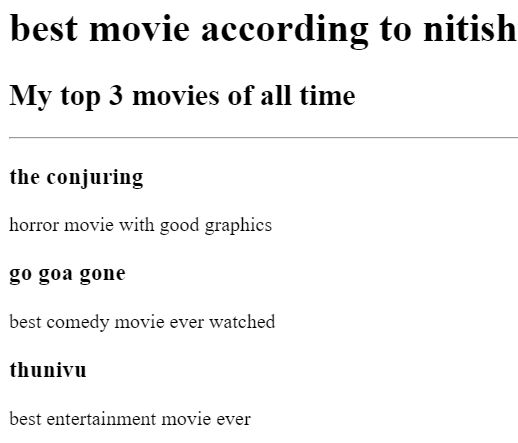 best movie according to nitish
My top 3 movies of all time
the conjuring
horror movie with good graphics
go goa gone
best comedy movie ever watched
thunivu
best entertainment movie ever